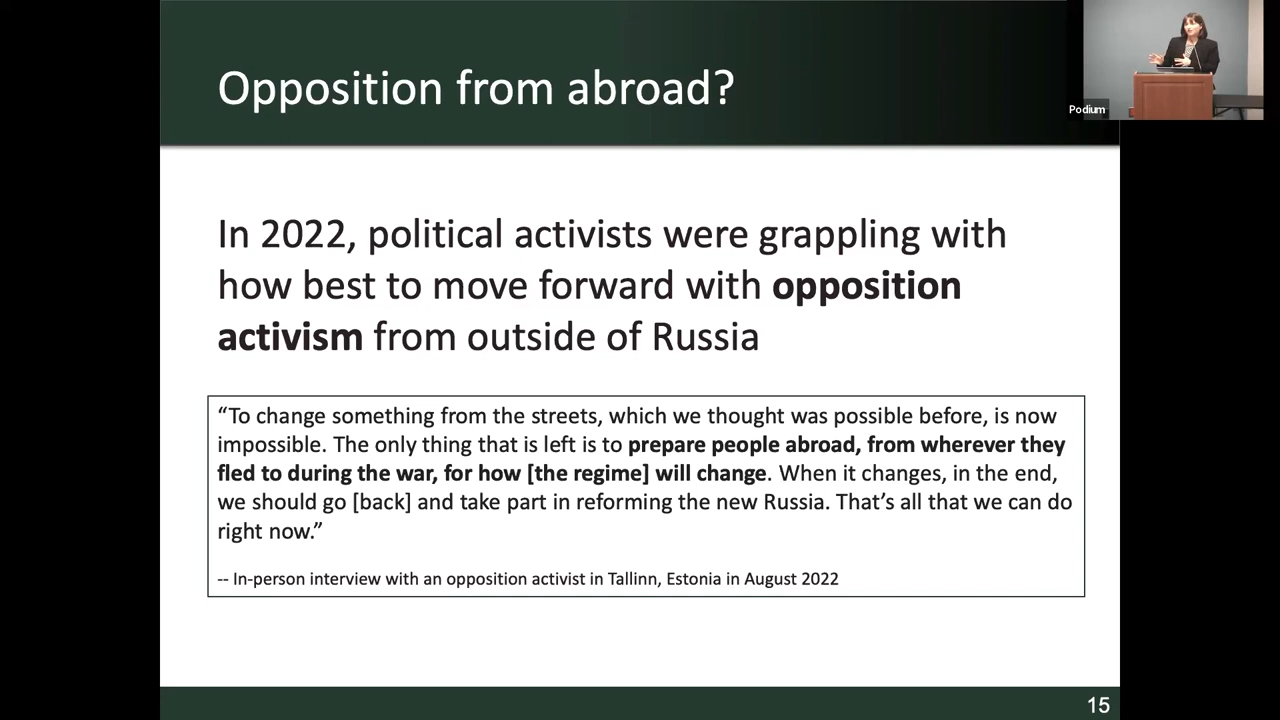 Opposition from abroad?
Podium
In 2022, political activists were grappling with
how best to move forward with opposition
activism from outside of Russia
“To change something from the streets, which we thought was possible before, is now
impossible. The only thing that is left is to prepare people abroad, from wherever they
fled to during the war, for how [the regime] will change. When it changes, in the end,
we should go [back] and take part in reforming the new Russia. That’s all that we can do
right now.”
-- In-person interview with an opposition activist in Tallinn, Estonia in August 2022
15